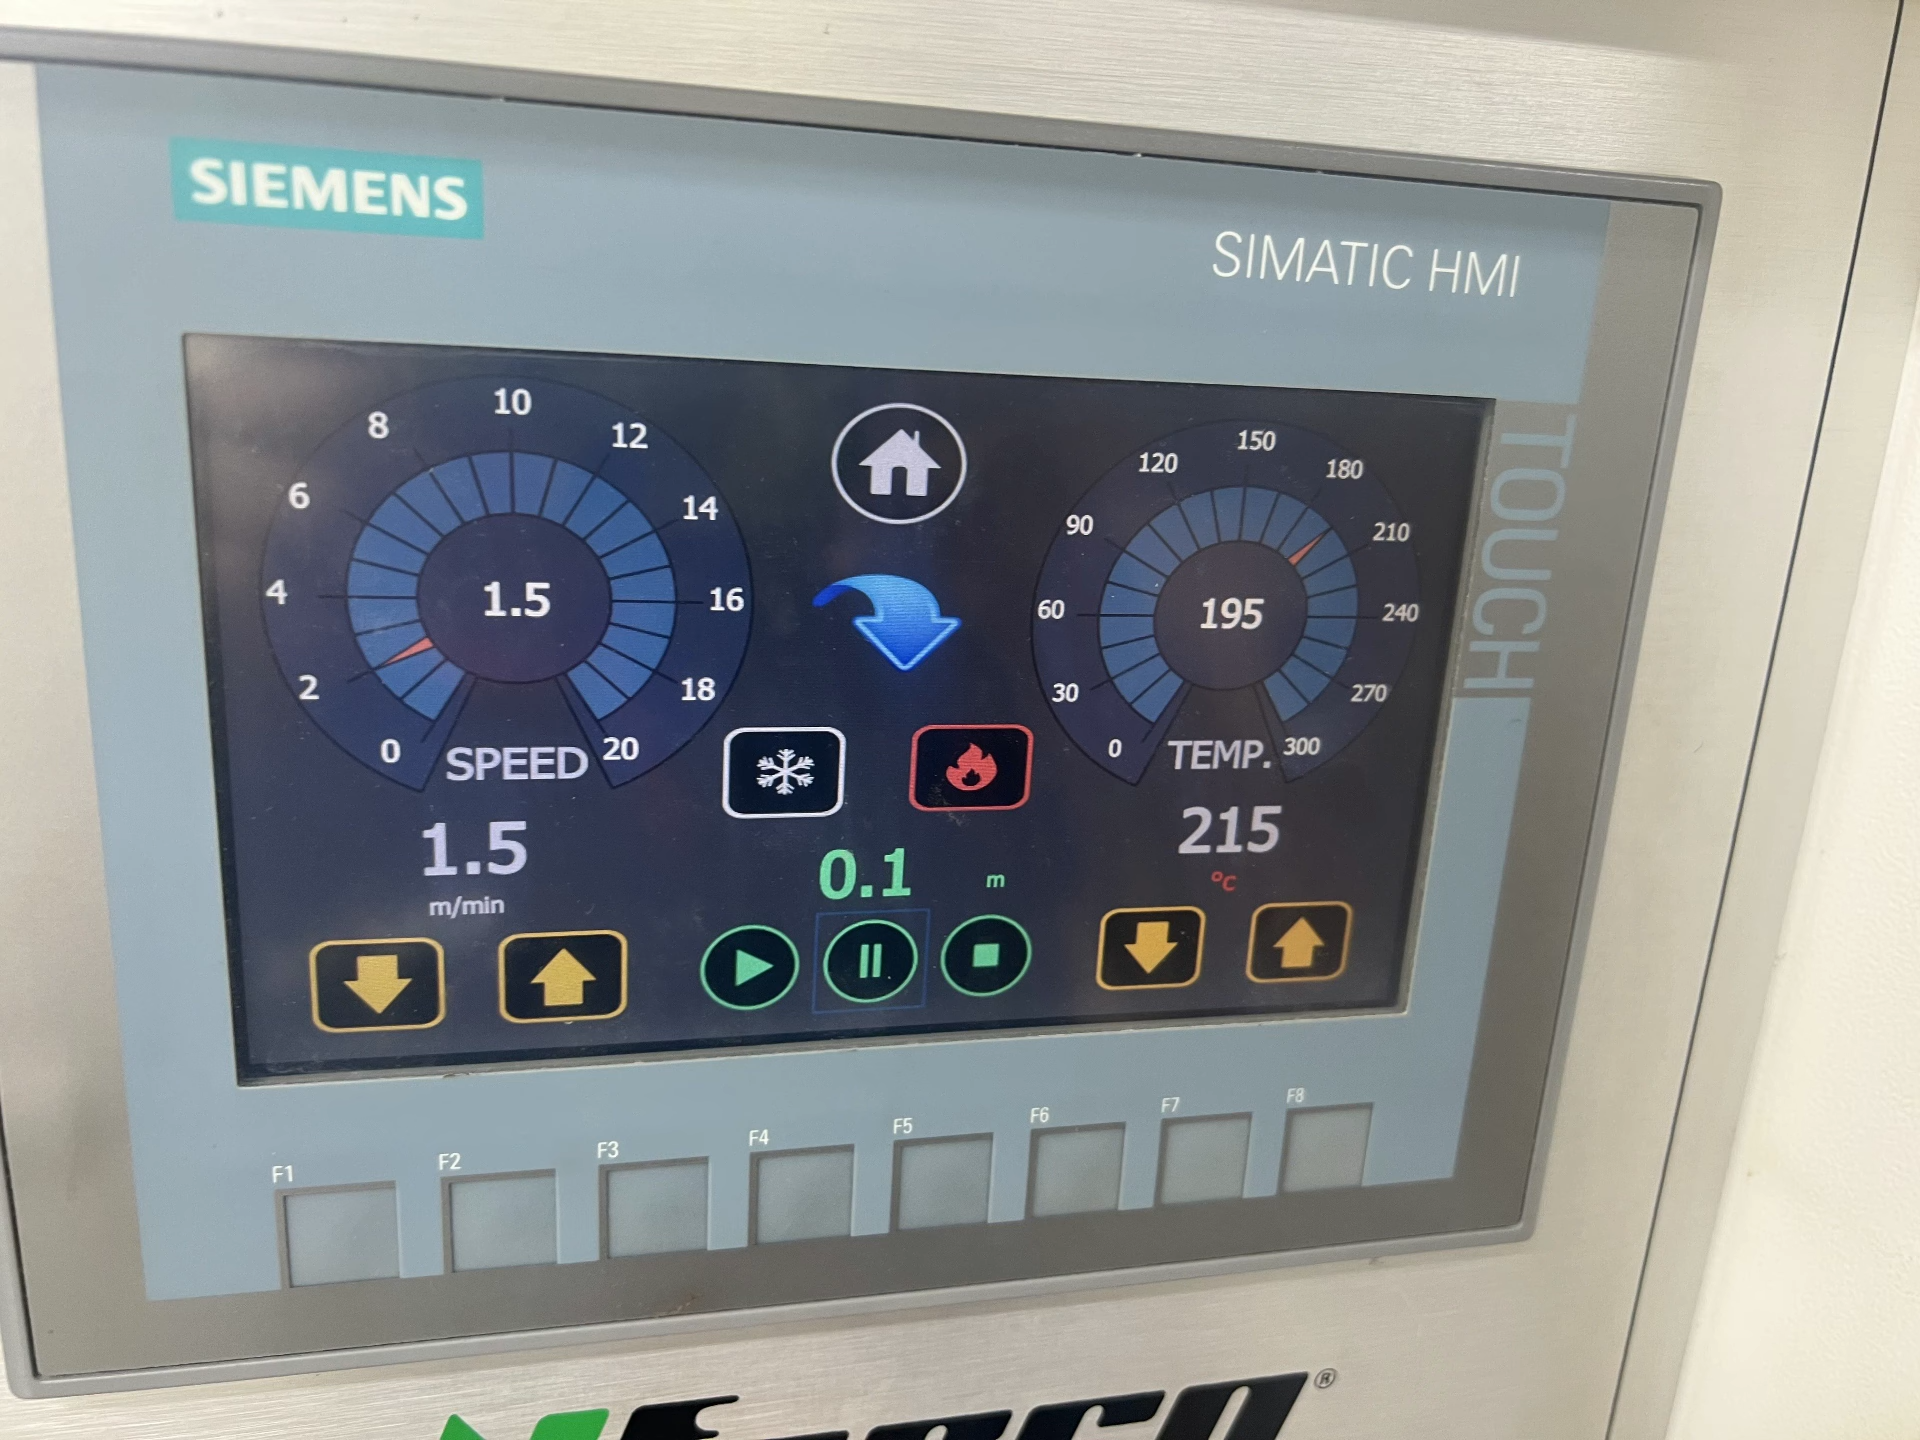 SIEMENS
SIMATIC HMI
TOUCH
0 2 4 6 8 10 12 14 16 18 20
1.5
SPEED
1.5
m/min
0.1 m
0 30 60 90 120 150 180 210 240 270 300
195
TEMP.
215
°C
F1 F2 F3 F4 F5 F6 F7 F8
®